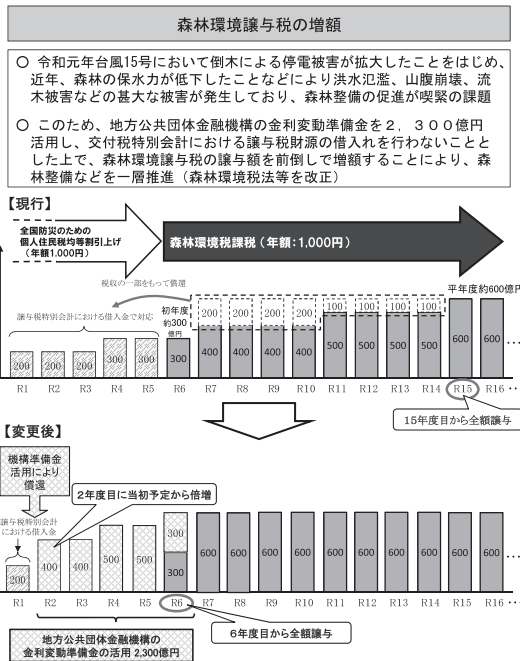 森林環境譲与税の増額
○ 令和元年台風15号において倒木による停電被害が拡大したことをはじめ、
近年、森林の保水力が低下したことなどにより洪水氾濫、山腹崩壊、流
木被害などの甚大な被害が発生しており、森林整備の促進が喫緊の課題
○ このため、地方公共団体金融機構の金利変動準備金を２，３００億円
活用し、交付税特別会計における譲与税財源の借入れを行わないことと
した上で、森林環境譲与税の譲与額を前倒しで増額することにより、森
林整備などを一層推進（森林環境税法等を改正）
【現行】
全国防災のための
個人住民税均等割引上げ
（年額1,000円）
森林環境税課税（年額：1,000円）
税収の一部をもって償還
平年度約600億円
譲与税特別会計における借入金で対応
初年度
約300
億円
200 200 200 200 100 100 100 100
200 200 200 300 300 300 400 400 400 400 500 500 500 500 600 600 …
R1 R2 R3 R4 R5 R6 R7 R8 R9 R10 R11 R12 R13 R14 R15 R16 …
15年度目から全額譲与
【変更後】
機構準備金
活用により
償還
2年度目に当初予定から倍増
譲与税特別会計
における借入金
300
200 400 400 500 500 300 600 600 600 600 600 600 600 600 600 600 …
R1 R2 R3 R4 R5 R6 R7 R8 R9 R10 R11 R12 R13 R14 R15 R16 …
6年度目から全額譲与
地方公共団体金融機構の
金利変動準備金の活用 2,300億円